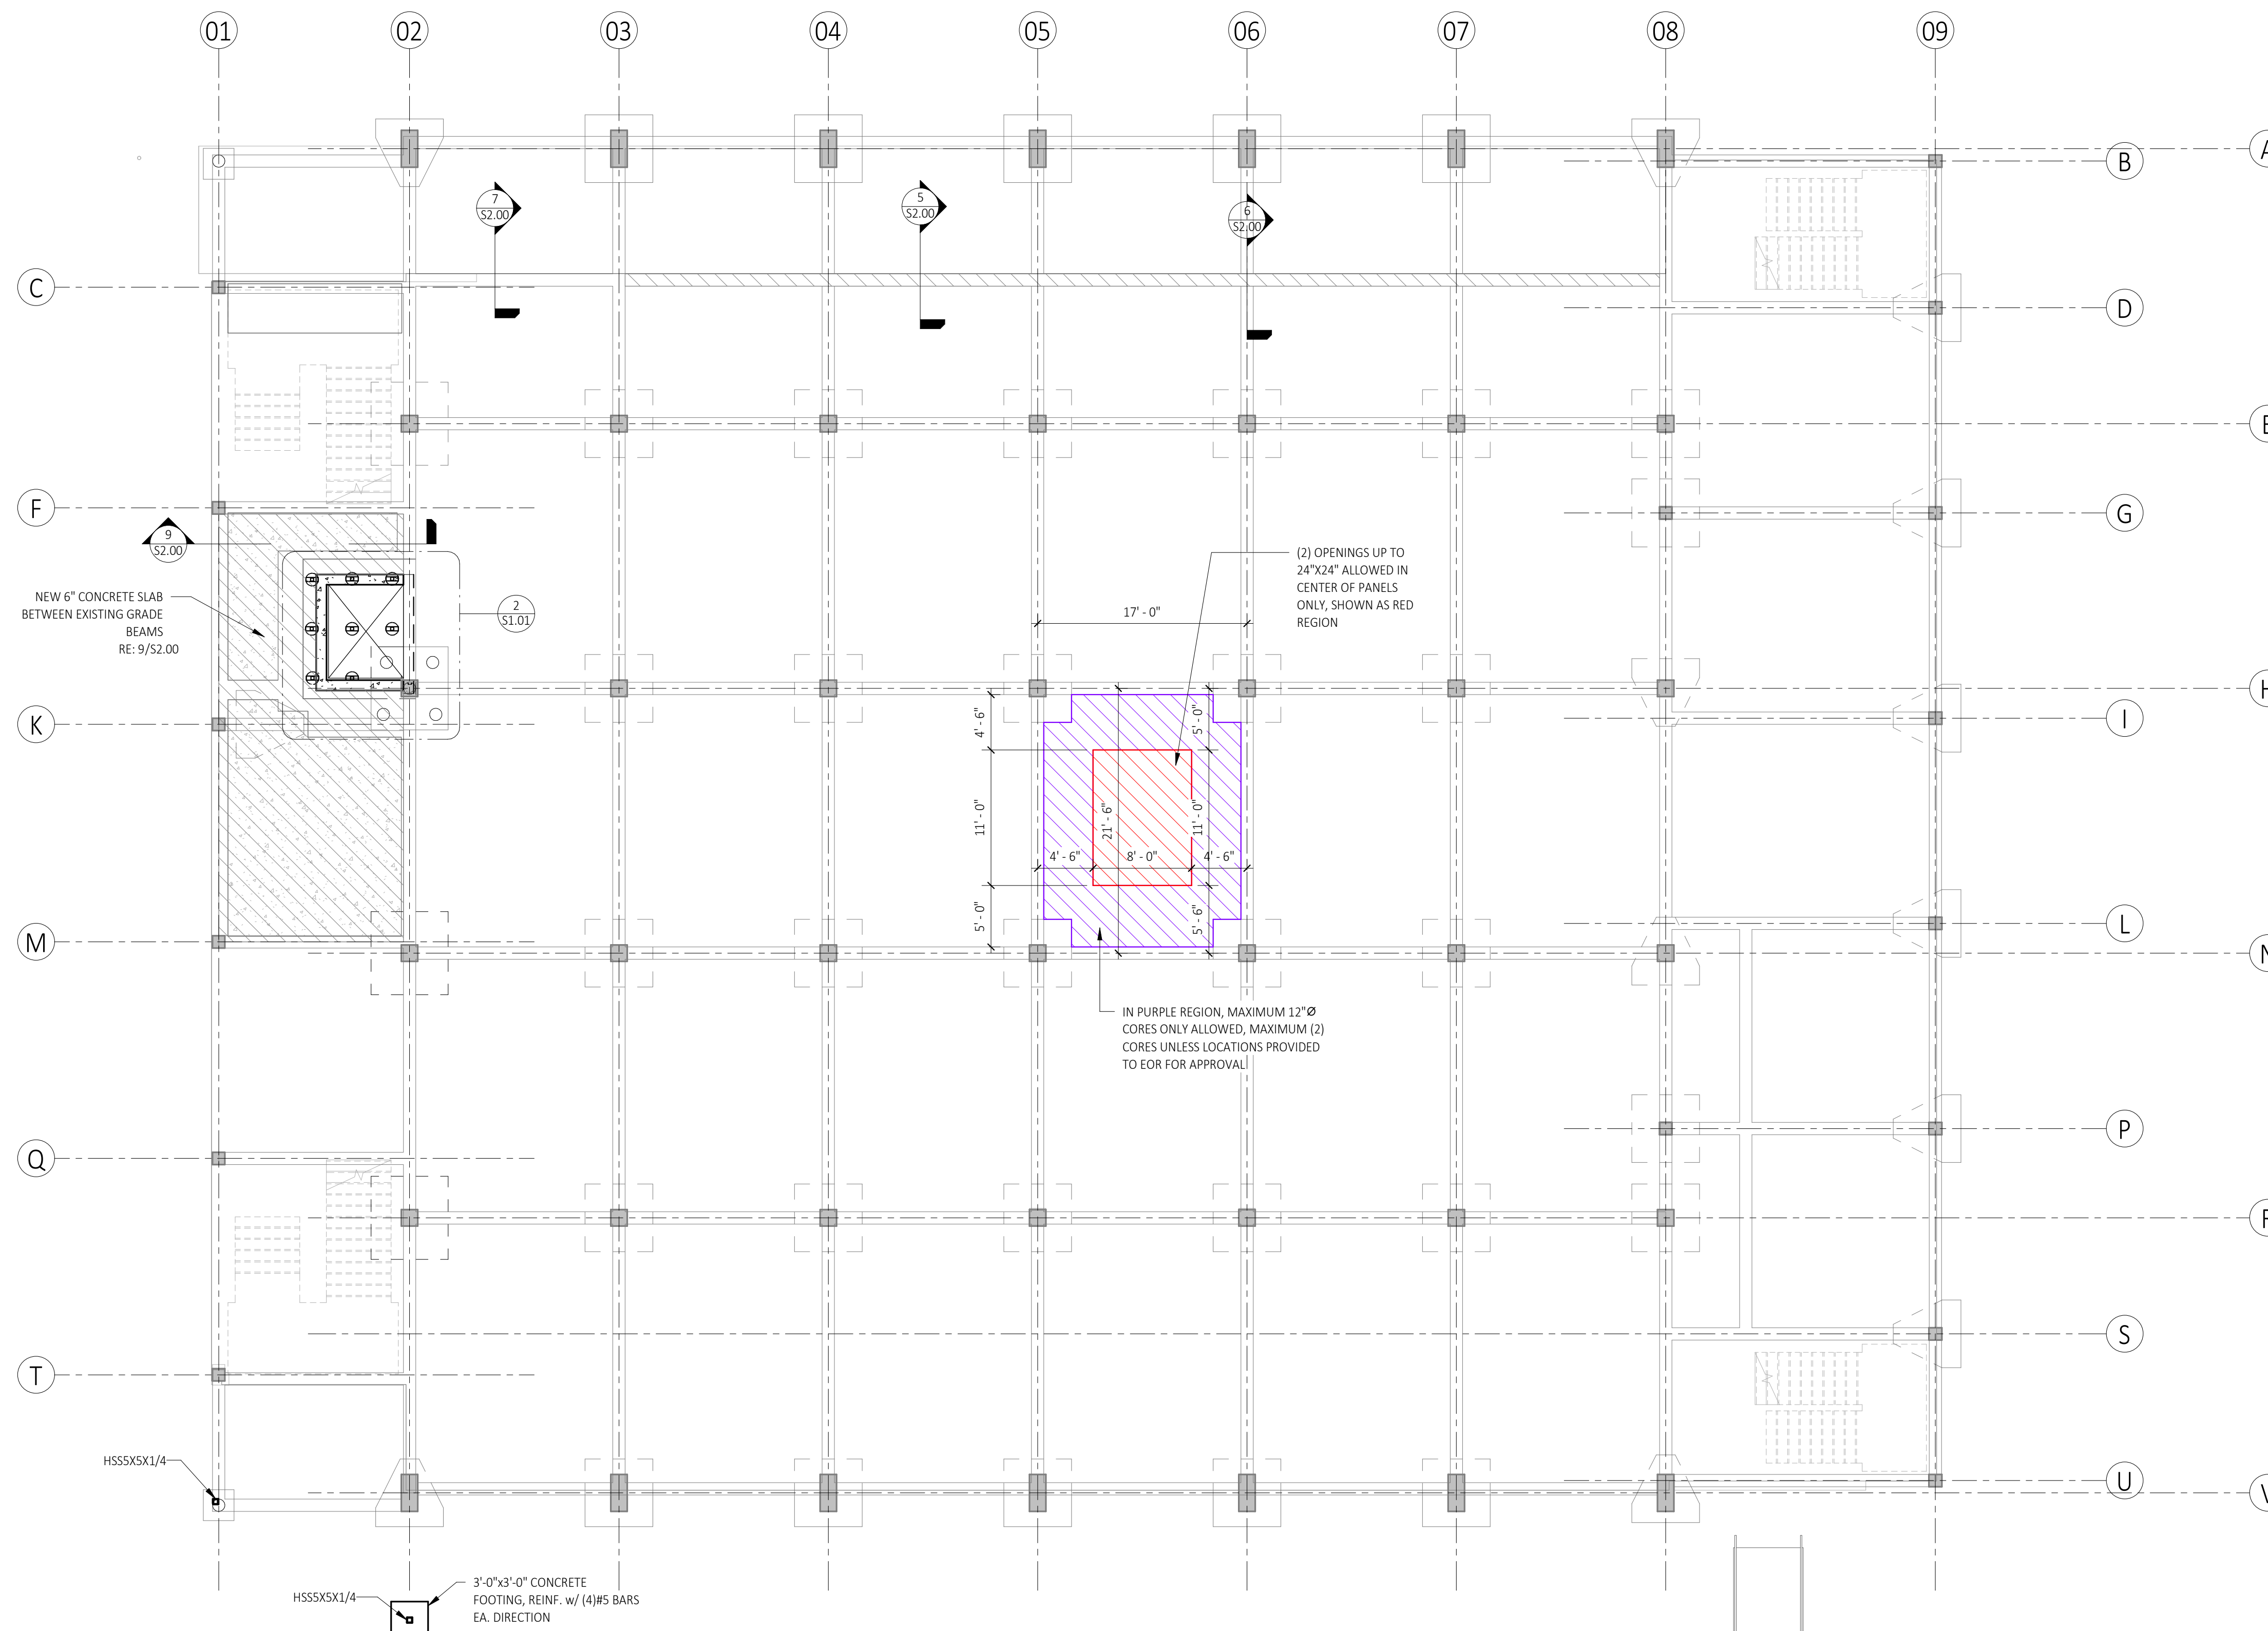 01 02 03 04 05 06 07 08 09
A
B
7
S2.00
5
S2.00
6
S2.00
C
D
E
F
G
9
S2.00
(2) OPENINGS UP TO
24"X24" ALLOWED IN
CENTER OF PANELS
ONLY, SHOWN AS RED
REGION
NEW 6" CONCRETE SLAB
BETWEEN EXISTING GRADE
BEAMS
RE: 9/S2.00
2
S1.01
17' - 0"
H
I
K
4' - 6"
5' - 0"
11' - 0"
21' - 6"
11' - 0"
4' - 6"
8' - 0"
4' - 6"
5' - 0"
5' - 6"
L
M
IN PURPLE REGION, MAXIMUM 12"Ø
CORES ONLY ALLOWED, MAXIMUM (2)
CORES UNLESS LOCATIONS PROVIDED
TO EOR FOR APPROVAL
P
Q
S
T
HSS5X5X1/4
U
HSS5X5X1/4
3'-0"x3'-0" CONCRETE
FOOTING, REINF. w/ (4)#5 BARS
EA. DIRECTION